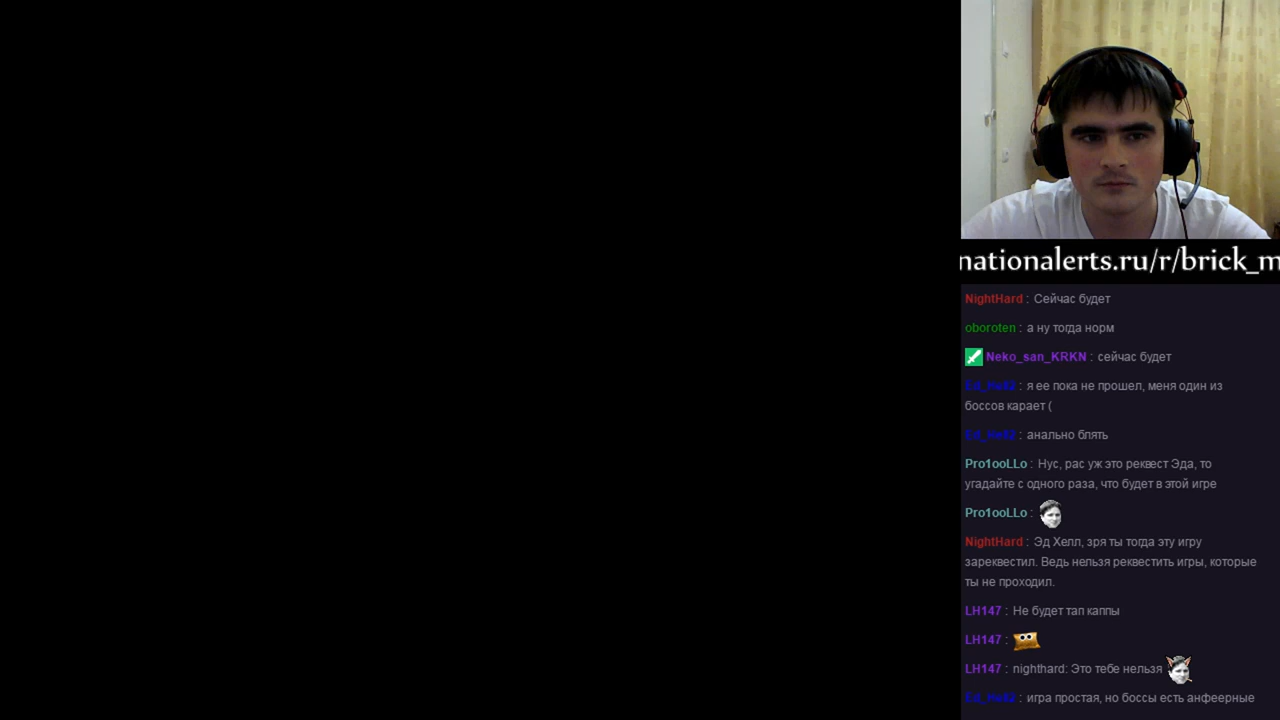 nationalerts.ru/r/brick_m
NightHard : Сейчас будет
oboroten : а ну тогда норм
Neko_san_KRKN : сейчас будет
: я ее пока не прошел, меня один из
боссов карает (
: анально блять
Pro1ooLLo : Нус, рас уж это реквест Эда, то
угадайте с одного раза, что будет в этой игре
Pro1ooLLo :
NightHard : Эд Хелл, зря ты тогда эту игру
зареквестил. Ведь нельзя реквестить игры, которые
ты не проходил.
LH147 : Не будет тап каппы
LH147 :
LH147 : nighthard: Это тебе нельзя
: игра простая, но боссы есть анфеерные